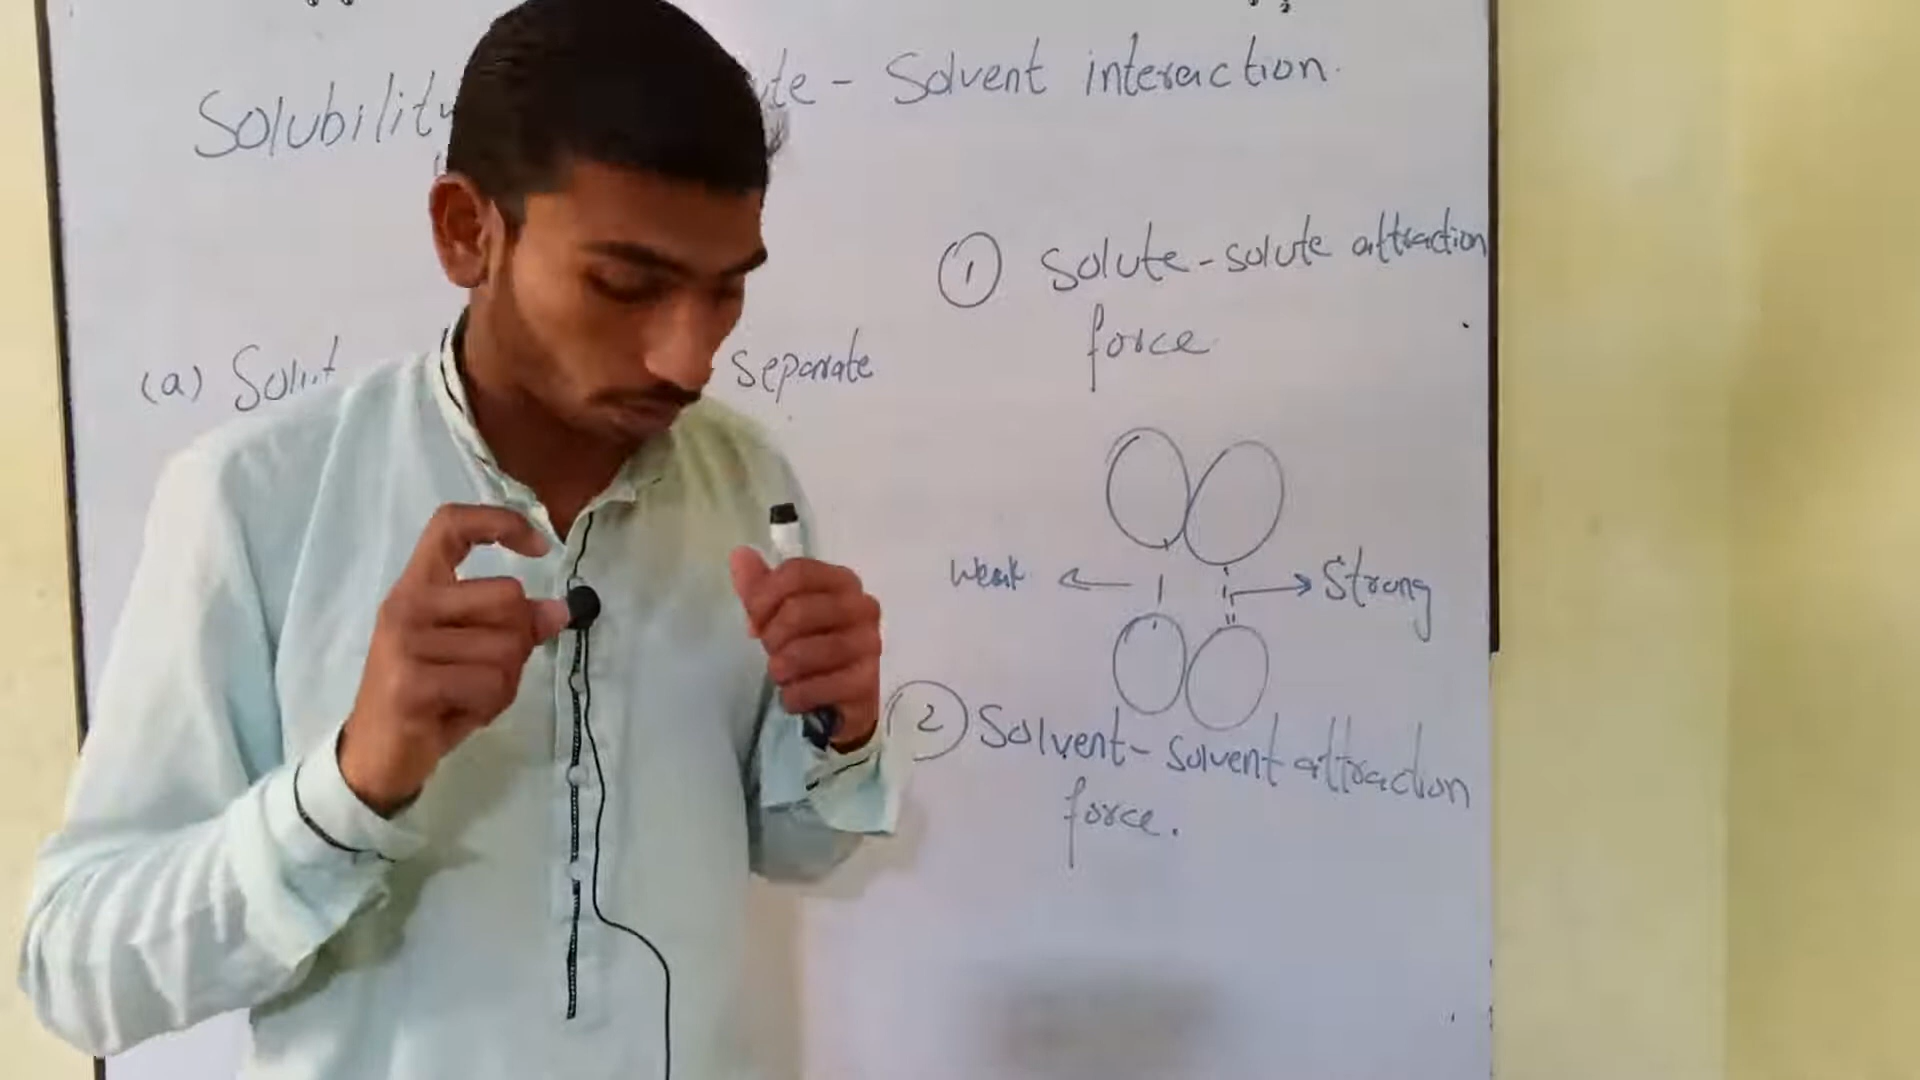 Solubility - Solvent interaction.
(a) separate
1 Solute-solute attraction
force
Weak
Strong
2 Solvent-solvent attraction
force.